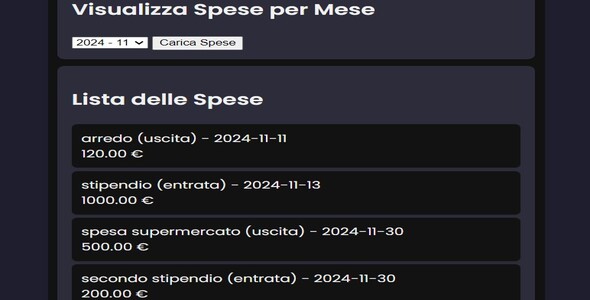 Visualizza Spese per Mese
2024 - 11 Carica Spese
Lista delle Spese
arredo (uscita) - 2024-11-11
120.00 €
stipendio (entrata) - 2024-11-13
1000.00 €
spesa supermercato (uscita) - 2024-11-30
500.00 €
secondo stipendio (entrata) - 2024-11-30
200.00 €